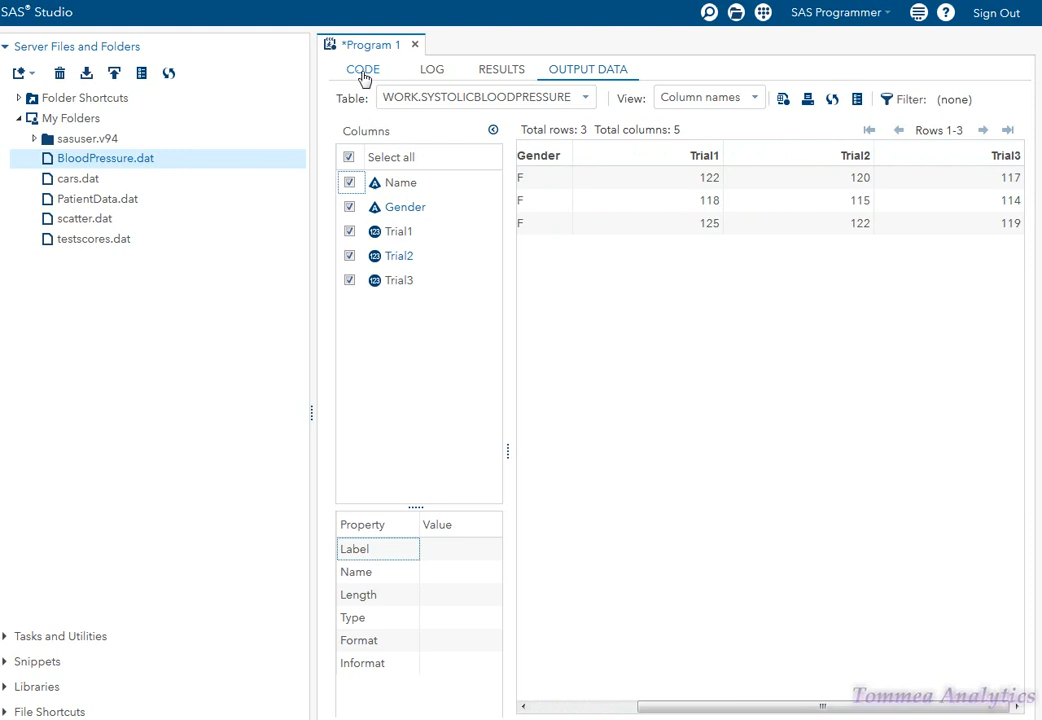 SAS® Studio
SAS Programmer
Sign Out
Server Files and Folders
Folder Shortcuts
My Folders
sasuser.v94
BloodPressure.dat
cars.dat
PatientData.dat
scatter.dat
testscores.dat
Tasks and Utilities
Snippets
Libraries
File Shortcuts
*Program 1
CODE LOG RESULTS OUTPUT DATA
Table: WORK.SYSTOLICBLOODPRESSURE View: Column names Filter: (none)
Columns
Select all
Name
Gender
Trial1
Trial2
Trial3
Property Value
Label
Name
Length
Type
Format
Informat
Total rows: 3 Total columns: 5 Rows 1-3
Gender Trial1 Trial2 Trial3
F 122 120 117
F 118 115 114
F 125 122 119
Tommea Analytics